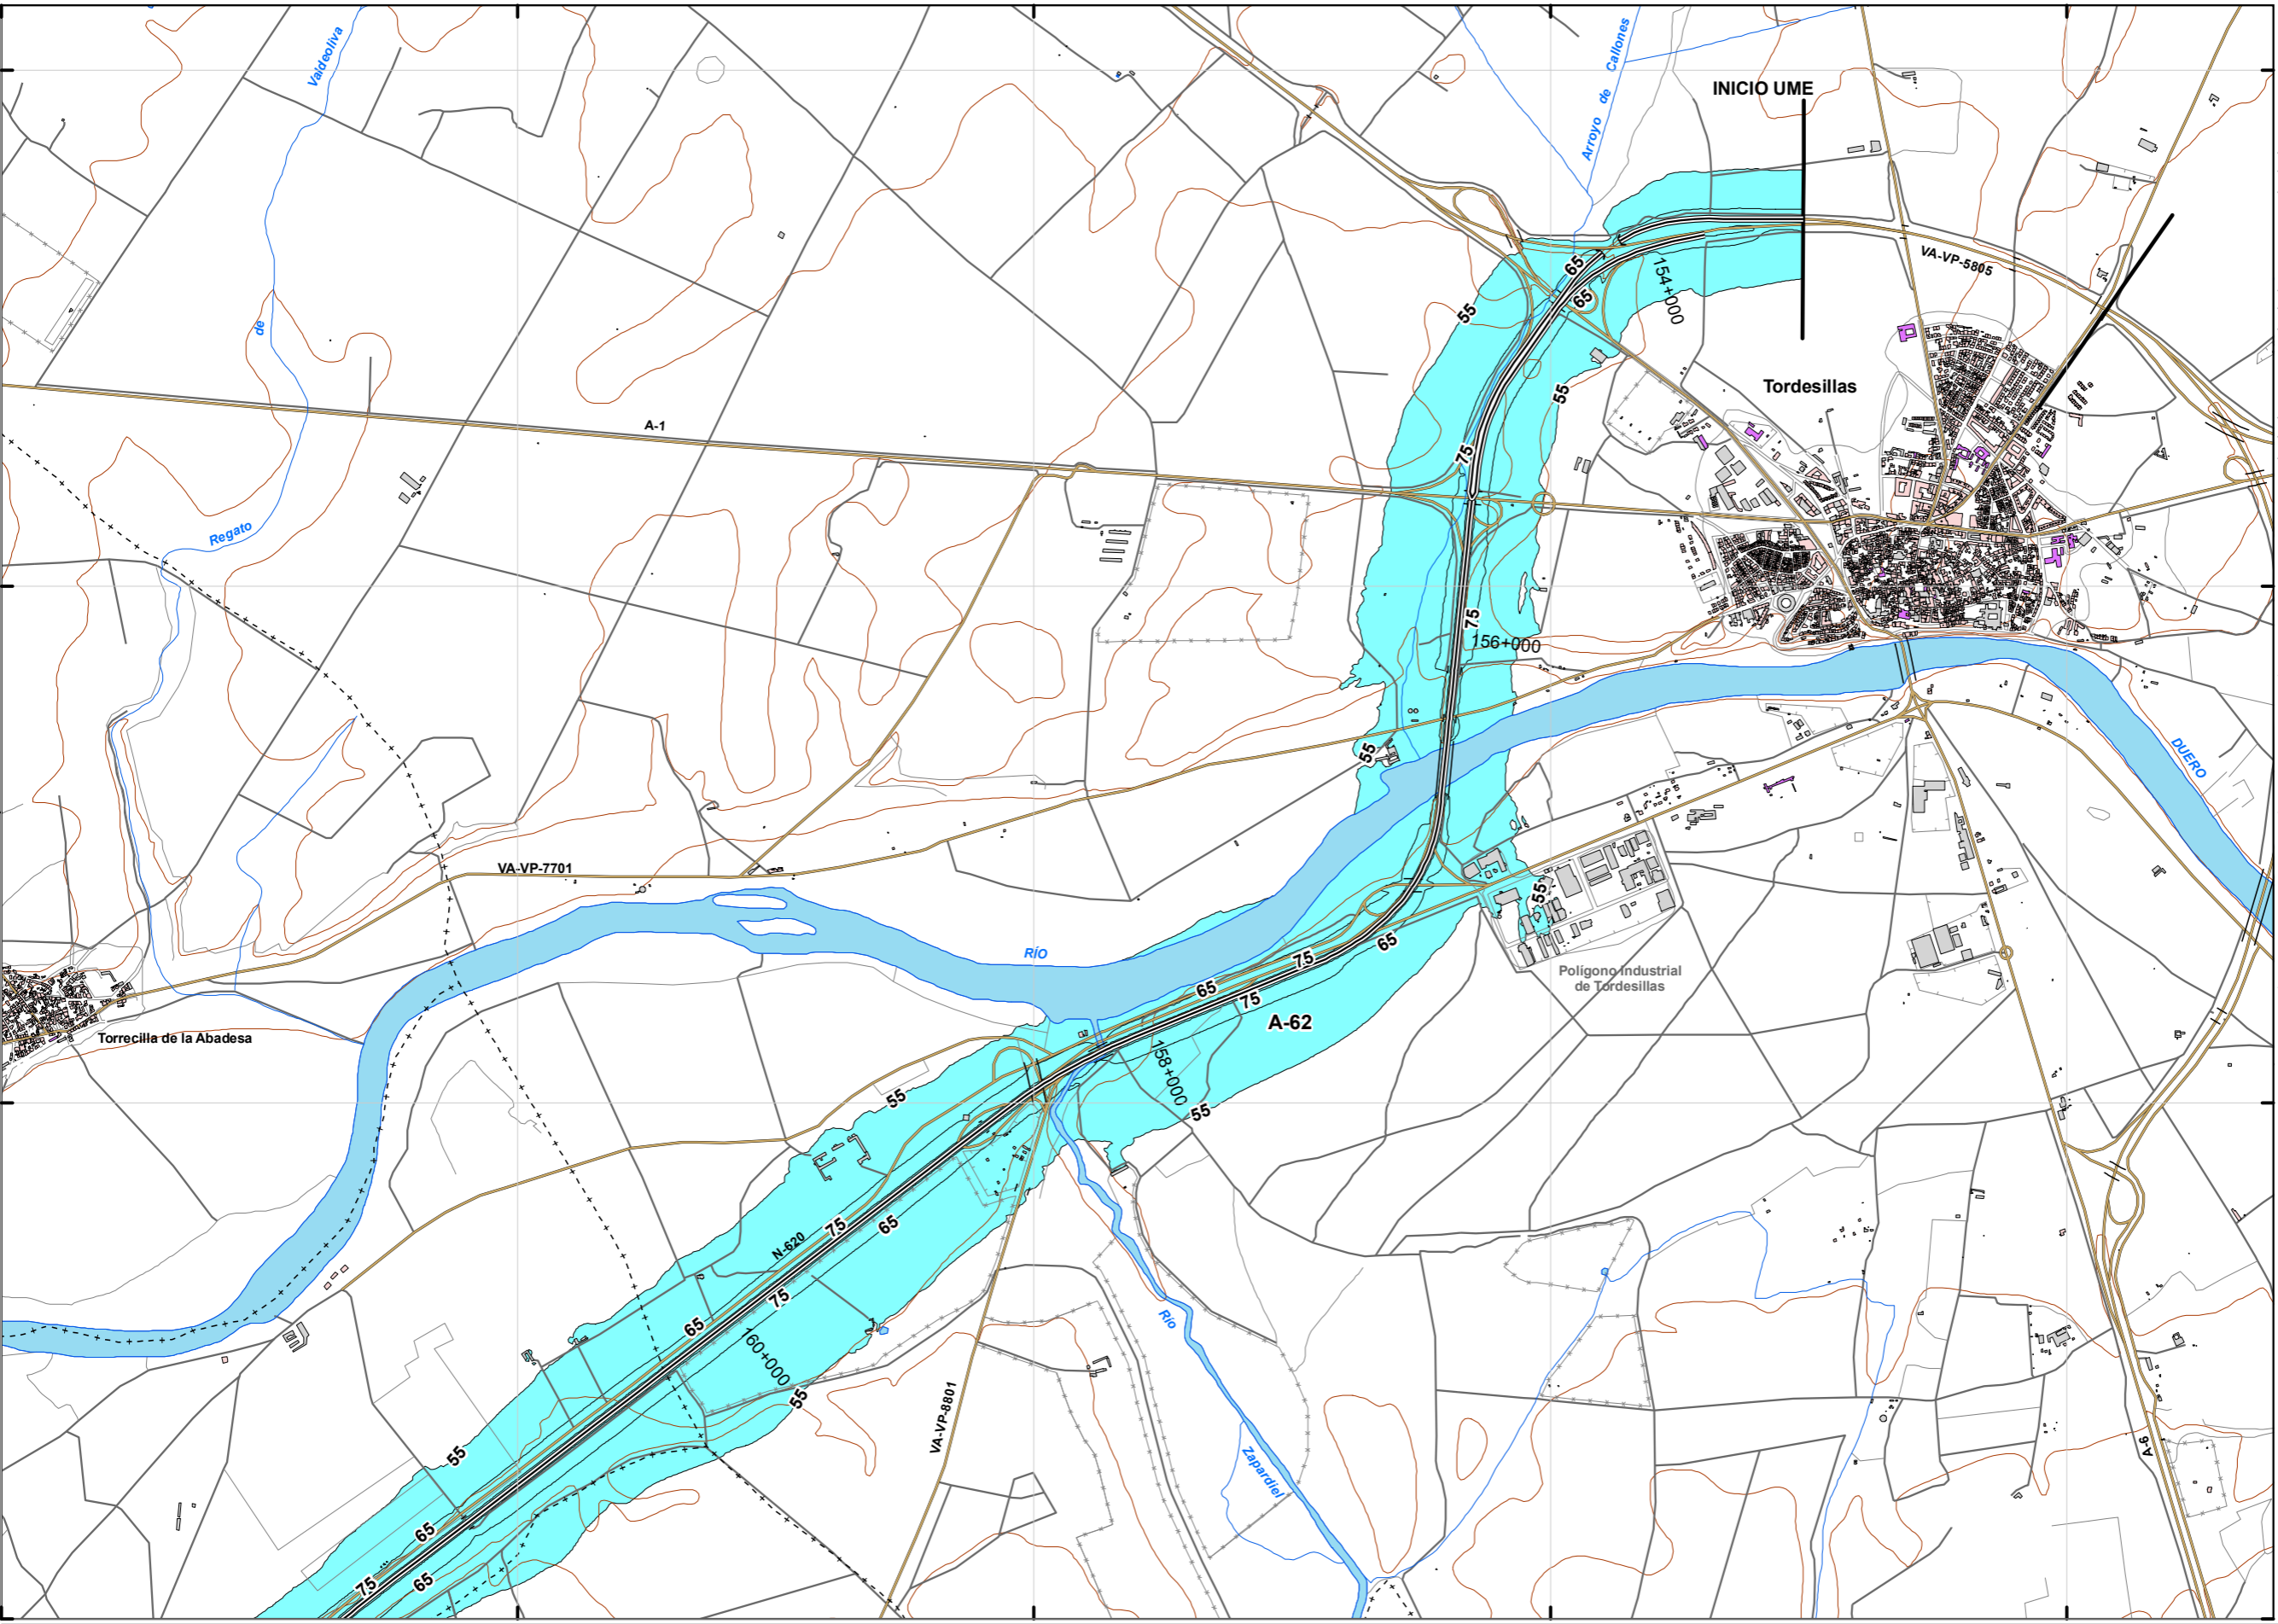 Valdeoliva
Arroyo de Callones
INICIO UME
VA-VP-5805
65
65
154+000
55
de
55
Tordesillas
A-1
75
Regato
75
156+000
55
DUERO
VA-VP-7701
55
RÍO
65
75
65
75
Polígono Industrial
de Tordesillas
A-62
Torrecilla de la Abadesa
158+000
55
55
75
65
N-620
75
65
Río
160+000
55
VA-VP-8801
55
Zapardiel
A-6
65
75
65